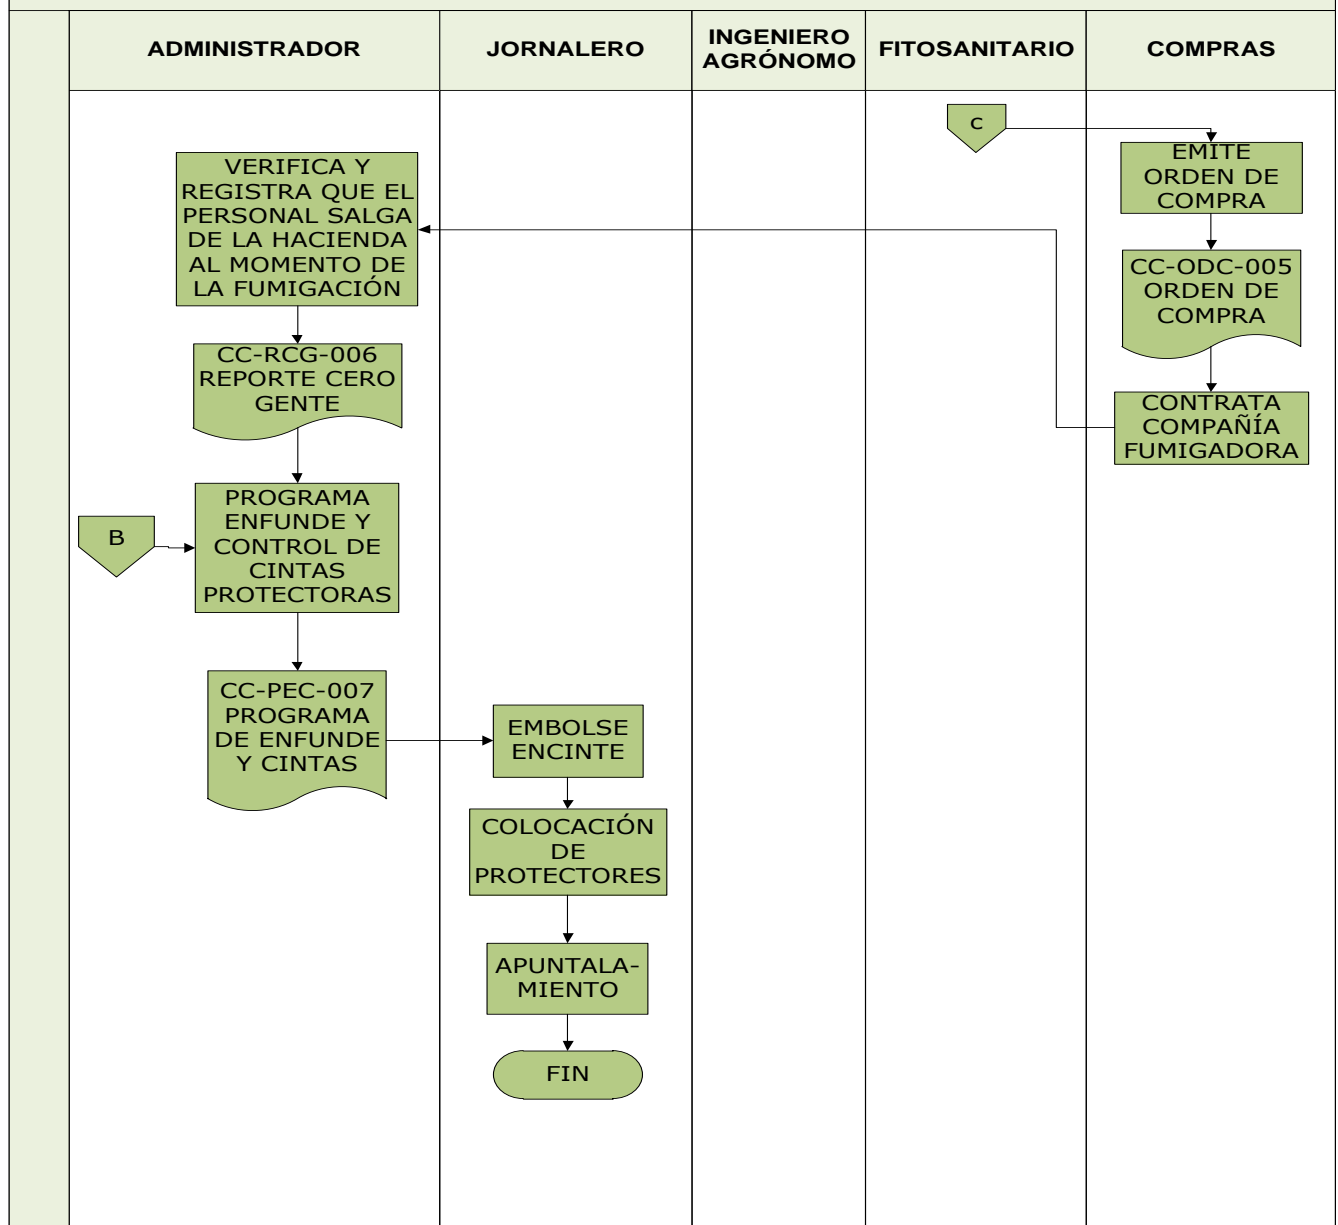 ADMINISTRADOR
JORNALERO
INGENIERO
AGRÓNOMO
FITOSANITARIO
COMPRAS
C
EMITE
ORDEN DE
COMPRA
CC-ODC-005
ORDEN DE
COMPRA
CONTRATA
COMPAÑÍA
FUMIGADORA
VERIFICA Y
REGISTRA QUE EL
PERSONAL SALGA
DE LA HACIENDA
AL MOMENTO DE
LA FUMIGACIÓN
CC-RCG-006
REPORTE CERO
GENTE
B
PROGRAMA
ENFUNDE Y
CONTROL DE
CINTAS
PROTECTORAS
CC-PEC-007
PROGRAMA
DE ENFUNDE
Y CINTAS
EMBOLSE
ENCINTE
COLOCACIÓN
DE
PROTECTORES
APUNTALA-
MIENTO
FIN